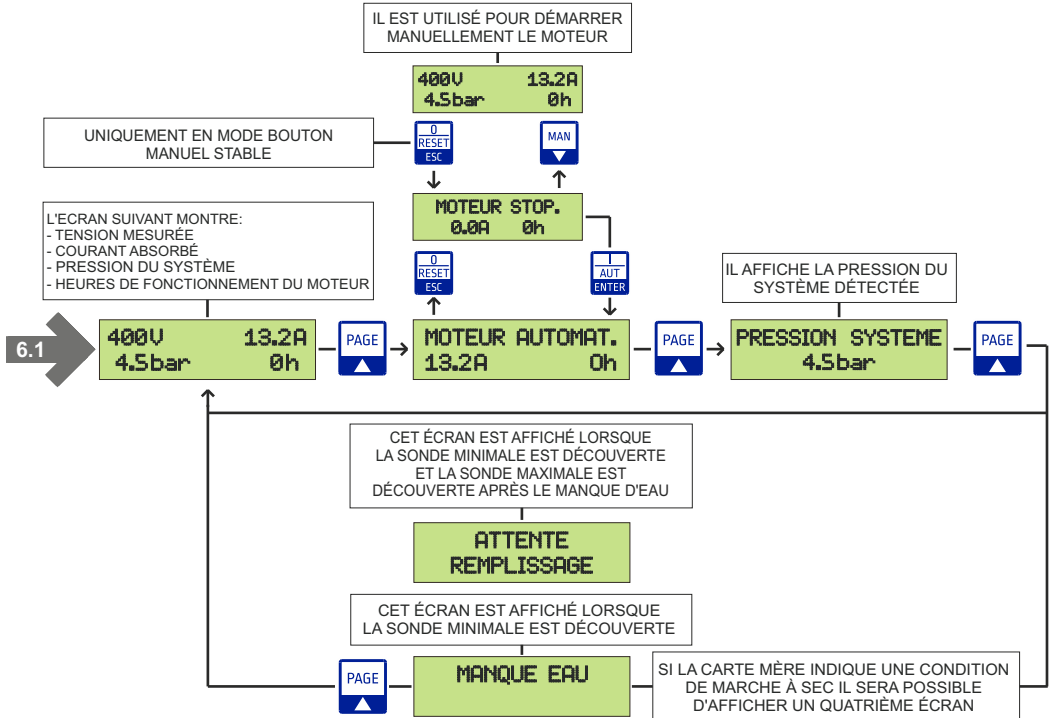 IL EST UTILISÉ POUR DÉMARRER
MANUELLEMENT LE MOTEUR
400V 13.2A
4.5bar 0h
UNIQUEMENT EN MODE BOUTON
MANUEL STABLE
0
RESET
ESC
MAN
MOTEUR STOP.
0.0A 0h
L'ECRAN SUIVANT MONTRE:
- TENSION MESURÉE
- COURANT ABSORBÉ
- PRESSION DU SYSTÈME
- HEURES DE FONCTIONNEMENT DU MOTEUR
0
RESET
ESC
I
AUT
ENTER
IL AFFICHE LA PRESSION DU
SYSTÈME DÉTECTÉE
6.1
400V 13.2A
4.5bar 0h
PAGE
MOTEUR AUTOMAT.
13.2A Oh
PAGE
PRESSION SYSTEME
4.5bar
PAGE
CET ÉCRAN EST AFFICHÉ LORSQUE
LA SONDE MINIMALE EST DÉCOUVERTE
ET LA SONDE MAXIMALE EST
DÉCOUVERTE APRÈS LE MANQUE D'EAU
ATTENTE
REMPLISSAGE
CET ÉCRAN EST AFFICHÉ LORSQUE
LA SONDE MINIMALE EST DÉCOUVERTE
PAGE
MANQUE EAU
SI LA CARTE MÈRE INDIQUE UNE CONDITION
DE MARCHE À SEC IL SERA POSSIBLE
D'AFFICHER UN QUATRIÈME ÉCRAN